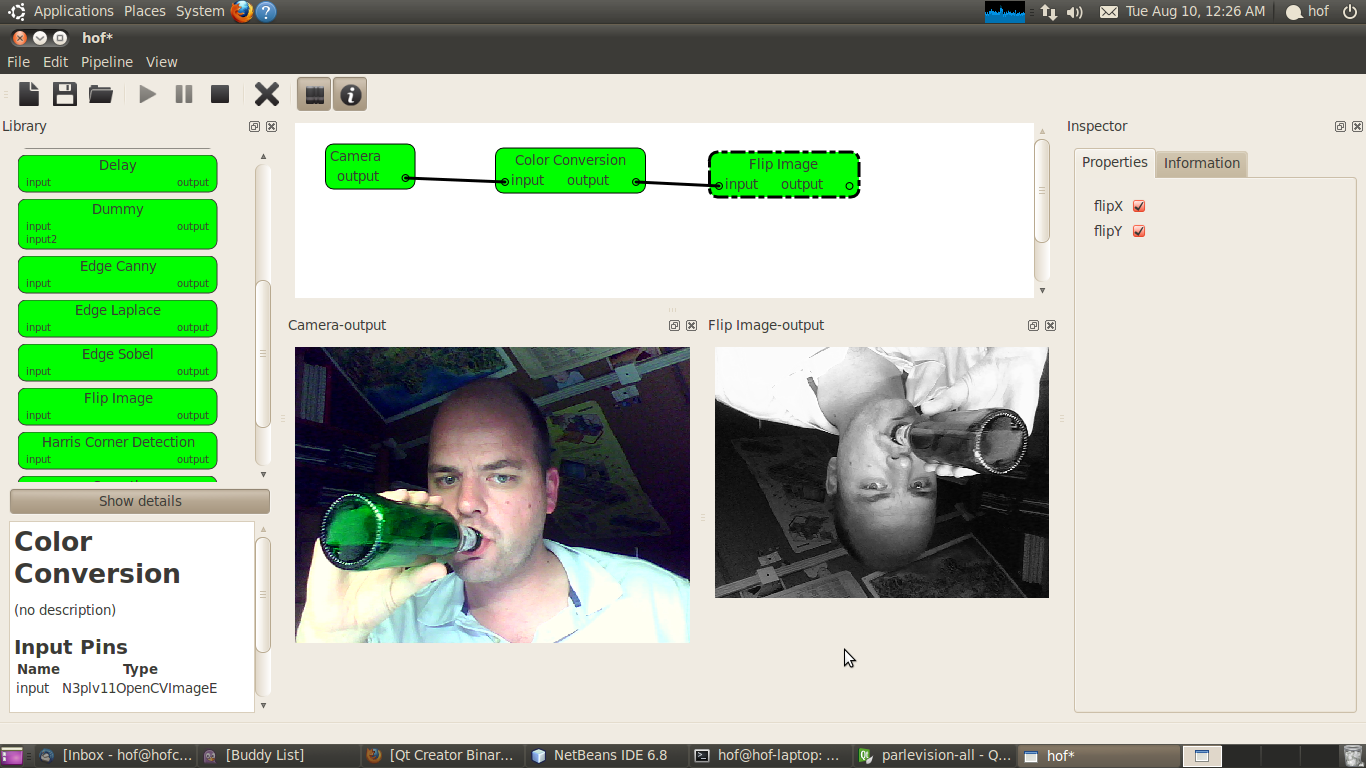 Applications Places System Tue Aug 10, 12:26 AM hof
hof*
File Edit Pipeline View
Library
Delay
input output
Dummy
input output
input2
Edge Canny
input output
Edge Laplace
input output
Edge Sobel
input output
Flip Image
input output
Harris Corner Detection
input output
Show details
Color
Conversion
(no description)
Input Pins
Name Type
input N3plv11OpenCVImageE
Camera
output
Color Conversion
input output
Flip Image
input output
Camera-output
Flip Image-output
Inspector
Properties Information
flipX
flipY
[Inbox - hof@hofc... [Buddy List] [Qt Creator Binar... NetBeans IDE 6.8 hof@hof-laptop: ... parlevision-all - Q... hof*